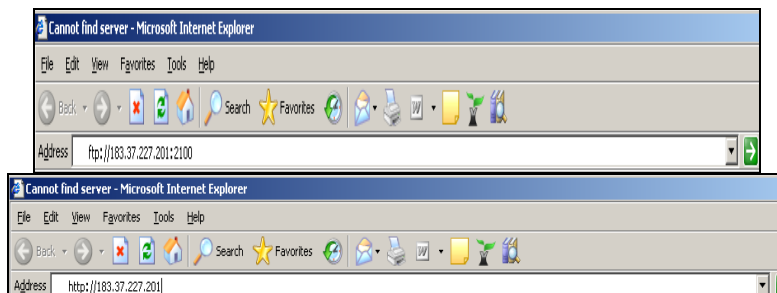 Cannot find server - Microsoft Internet Explorer
File Edit View Favorites Tools Help
Back Search Favorites W
Address ftp://183.37.227.201:2100
Cannot find server - Microsoft Internet Explorer
File Edit View Favorites Tools Help
Back Search Favorites W
Address http://183.37.227.201